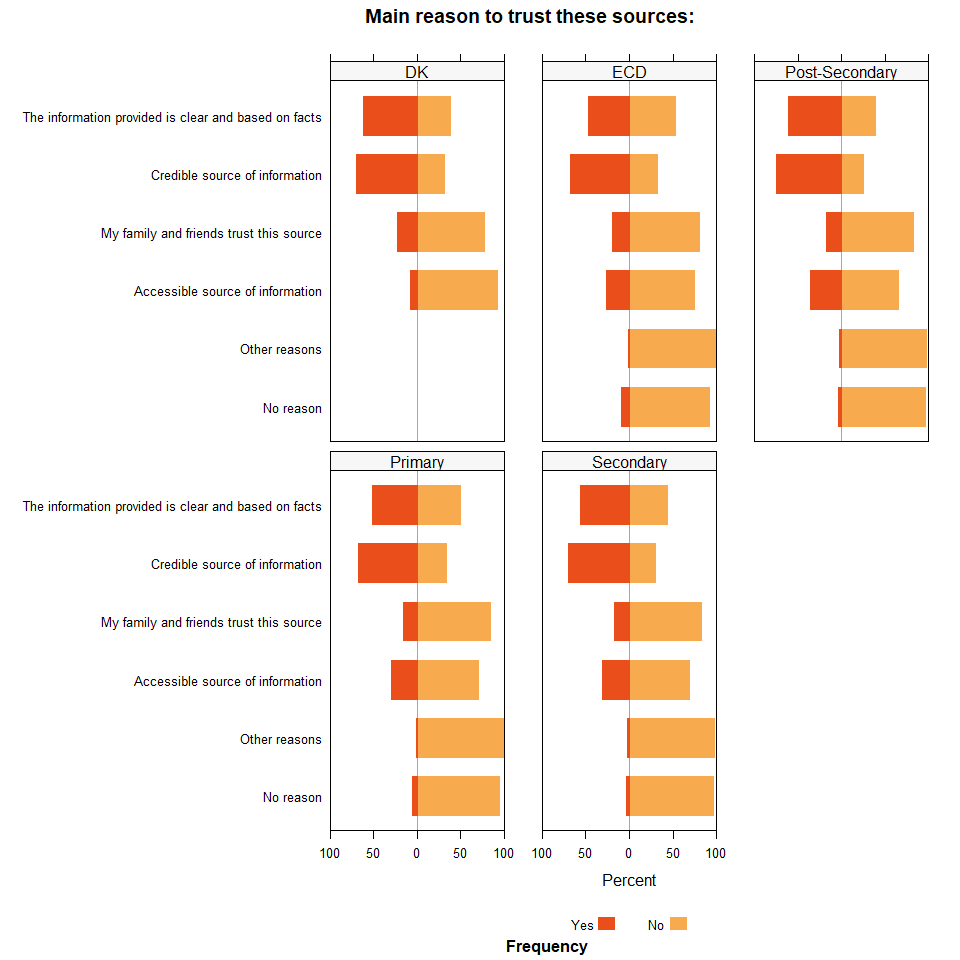 Main reason to trust these sources:
DK
ECD
Post-Secondary
The information provided is clear and based on facts
Credible source of information
My family and friends trust this source
Accessible source of information
Other reasons
No reason
Primary
Secondary
The information provided is clear and based on facts
Credible source of information
My family and friends trust this source
Accessible source of information
Other reasons
No reason
100 50 0 50 100 100 50 0 50 100
Percent
Yes No
Frequency